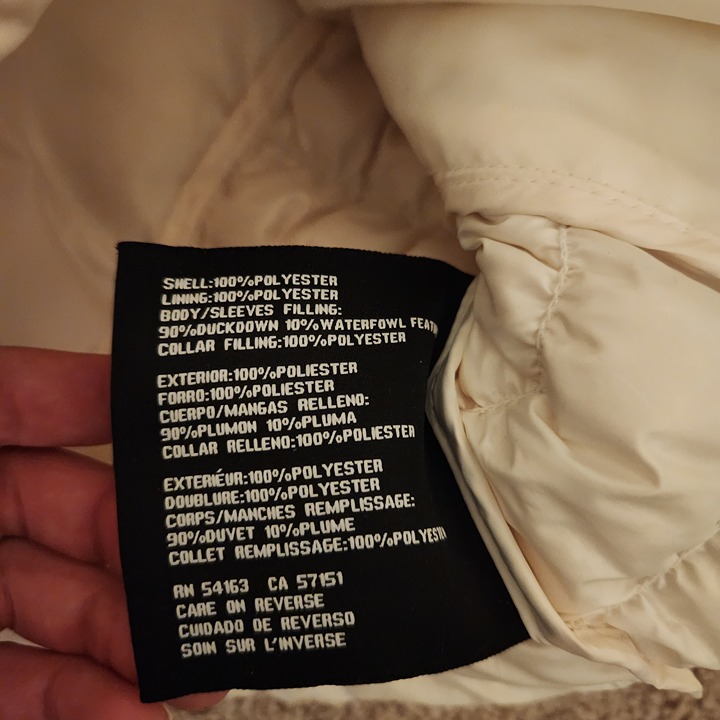 SHELL:100%POLYESTER
LINING:100%POLYESTER
BODY/SLEEVES FILLING:
90%DUCKDOWN 10%WATERFOWL
COLLAR FILLING:100%POLYESTER
EXTERIOR:100%POLIESTER
FORRO:100%POLIESTER
CUERPO/MANGAS RELLENO:
90%PLUMON 10%PLUMA
COLLAR RELLENO:100%POLIESTER
EXTERIÉUR:100%POLYESTER
DOUBLURE:100%POLYESTER
CORPS/MANCHES REMPLISSAGE:
90%DUVET 10%PLUME
COLLET REMPLISSAGE:100%POLYESTER
RN 54163 CA 57151
CARE ON REVERSE
CUIDADO DE REVERSO
SOIN SUR L'INVERSE